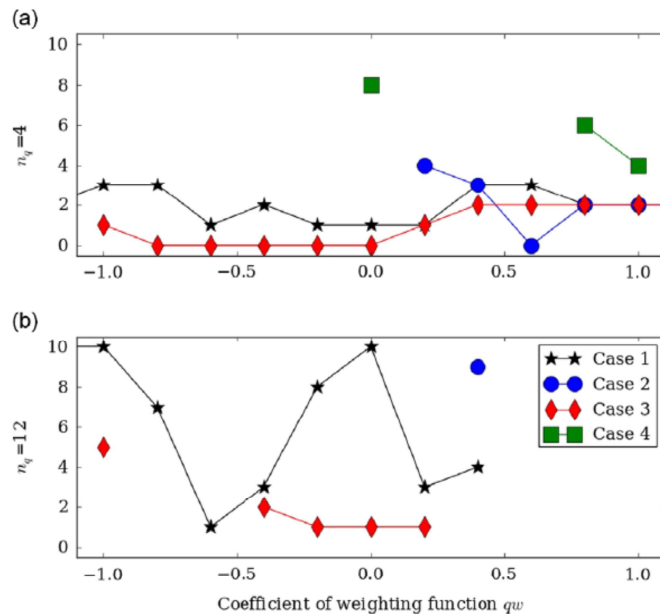 (a)
10
8
6
4
2
0
n_q=4
−1.0 −0.5 0.0 0.5 1.0
(b)
10
8
6
4
2
0
n_q=12
Case 1
Case 2
Case 3
Case 4
−1.0 −0.5 0.0 0.5 1.0
Coefficient of weighting function qw